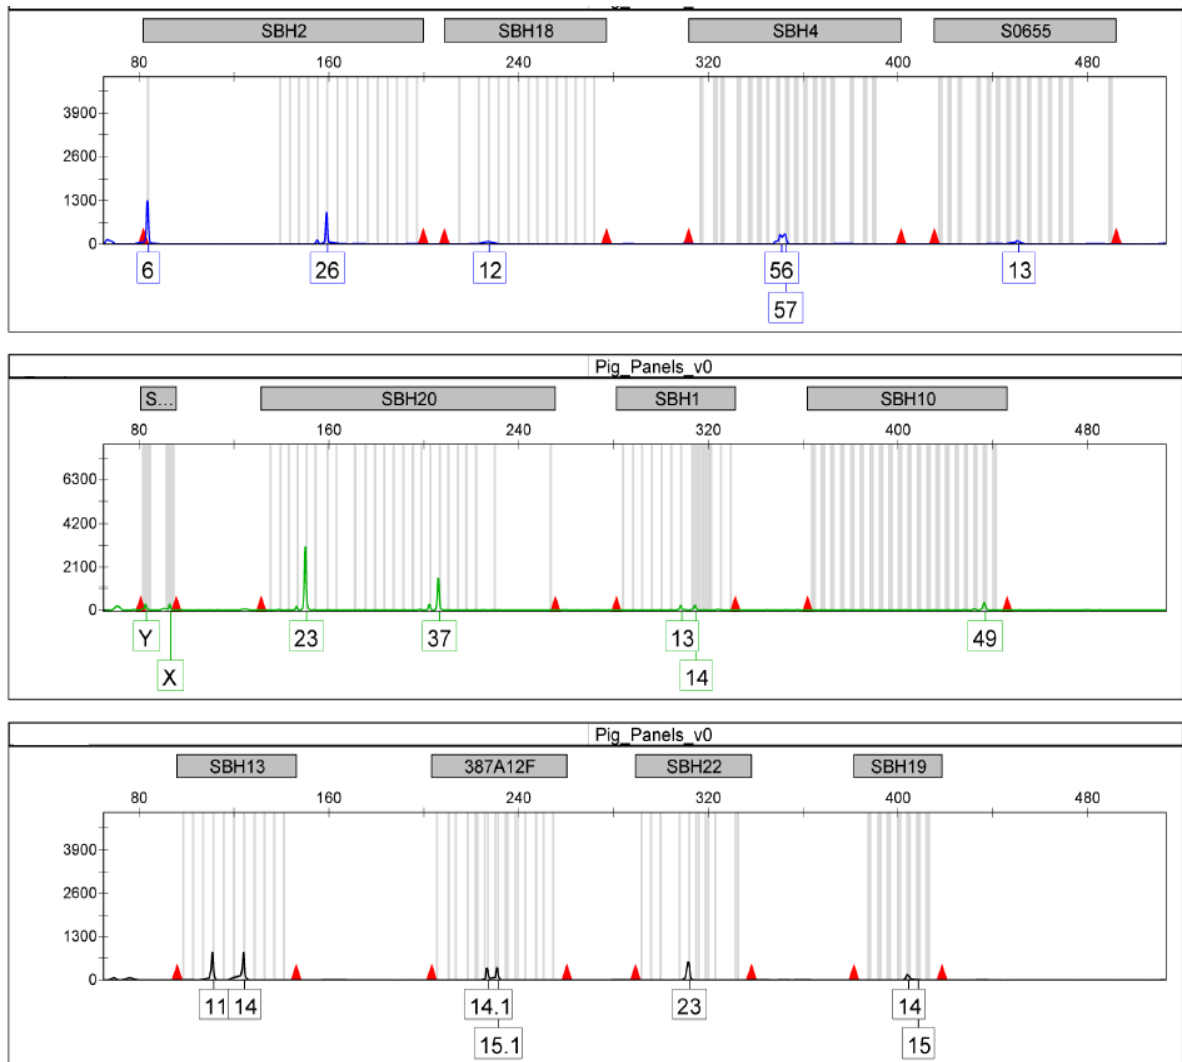 SBH2 SBH18 SBH4 S0655
80 160 240 320 400 480
3900
2600
1300
0
6 26 12 56 13
57
Pig_Panels_v0
S... SBH20 SBH1 SBH10
80 160 240 320 400 480
6300
4200
2100
0
Y 23 37 13 49
X 14
Pig_Panels_v0
SBH13 387A12F SBH22 SBH19
80 160 240 320 400 480
3900
2600
1300
0
11 14 14.1 23 14
15.1 15